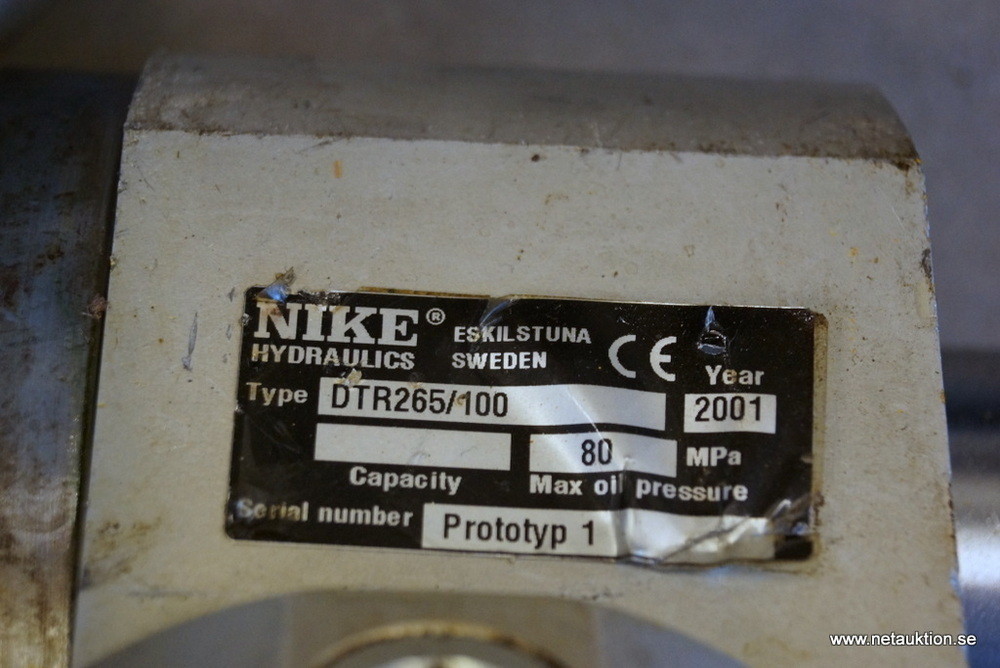 NIKE® ESKILSTUNA CE
HYDRAULICS SWEDEN Year
Type DTR265/100 2001
80 MPa
Capacity Max oil pressure
Serial number Prototyp 1
www.netauktion.se